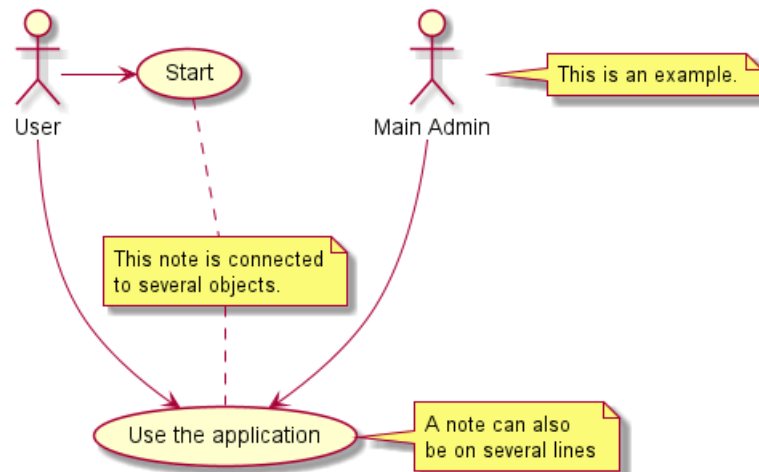 Start
This is an example.
User
Main Admin
This note is connected
to several objects.
Use the application
A note can also
be on several lines